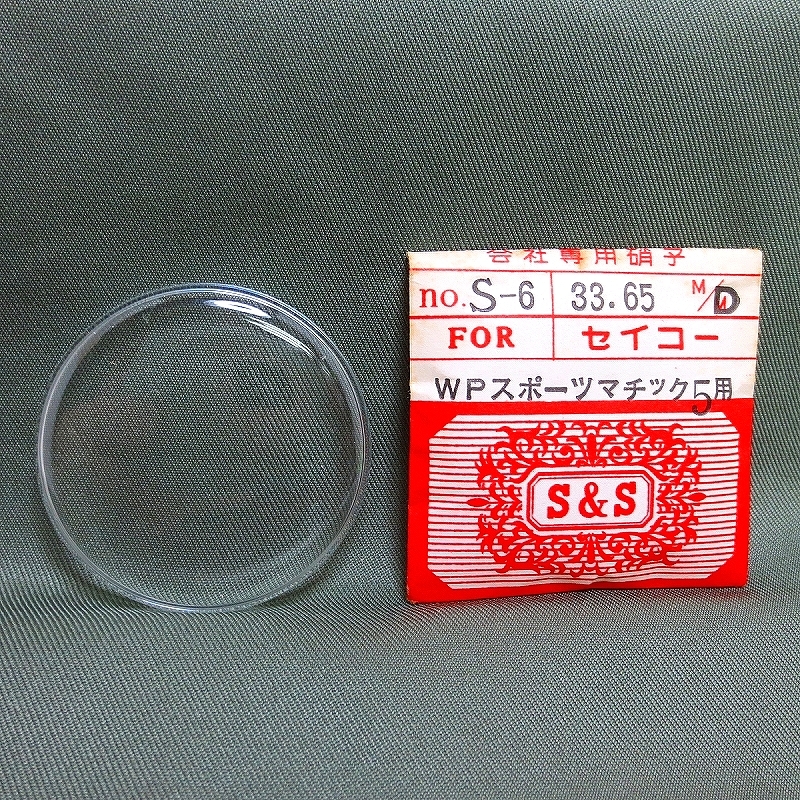 会社専用硝子
no. S-6 33.65 M/M D
FOR セイコー
WPスポーツマチック5用
S&S